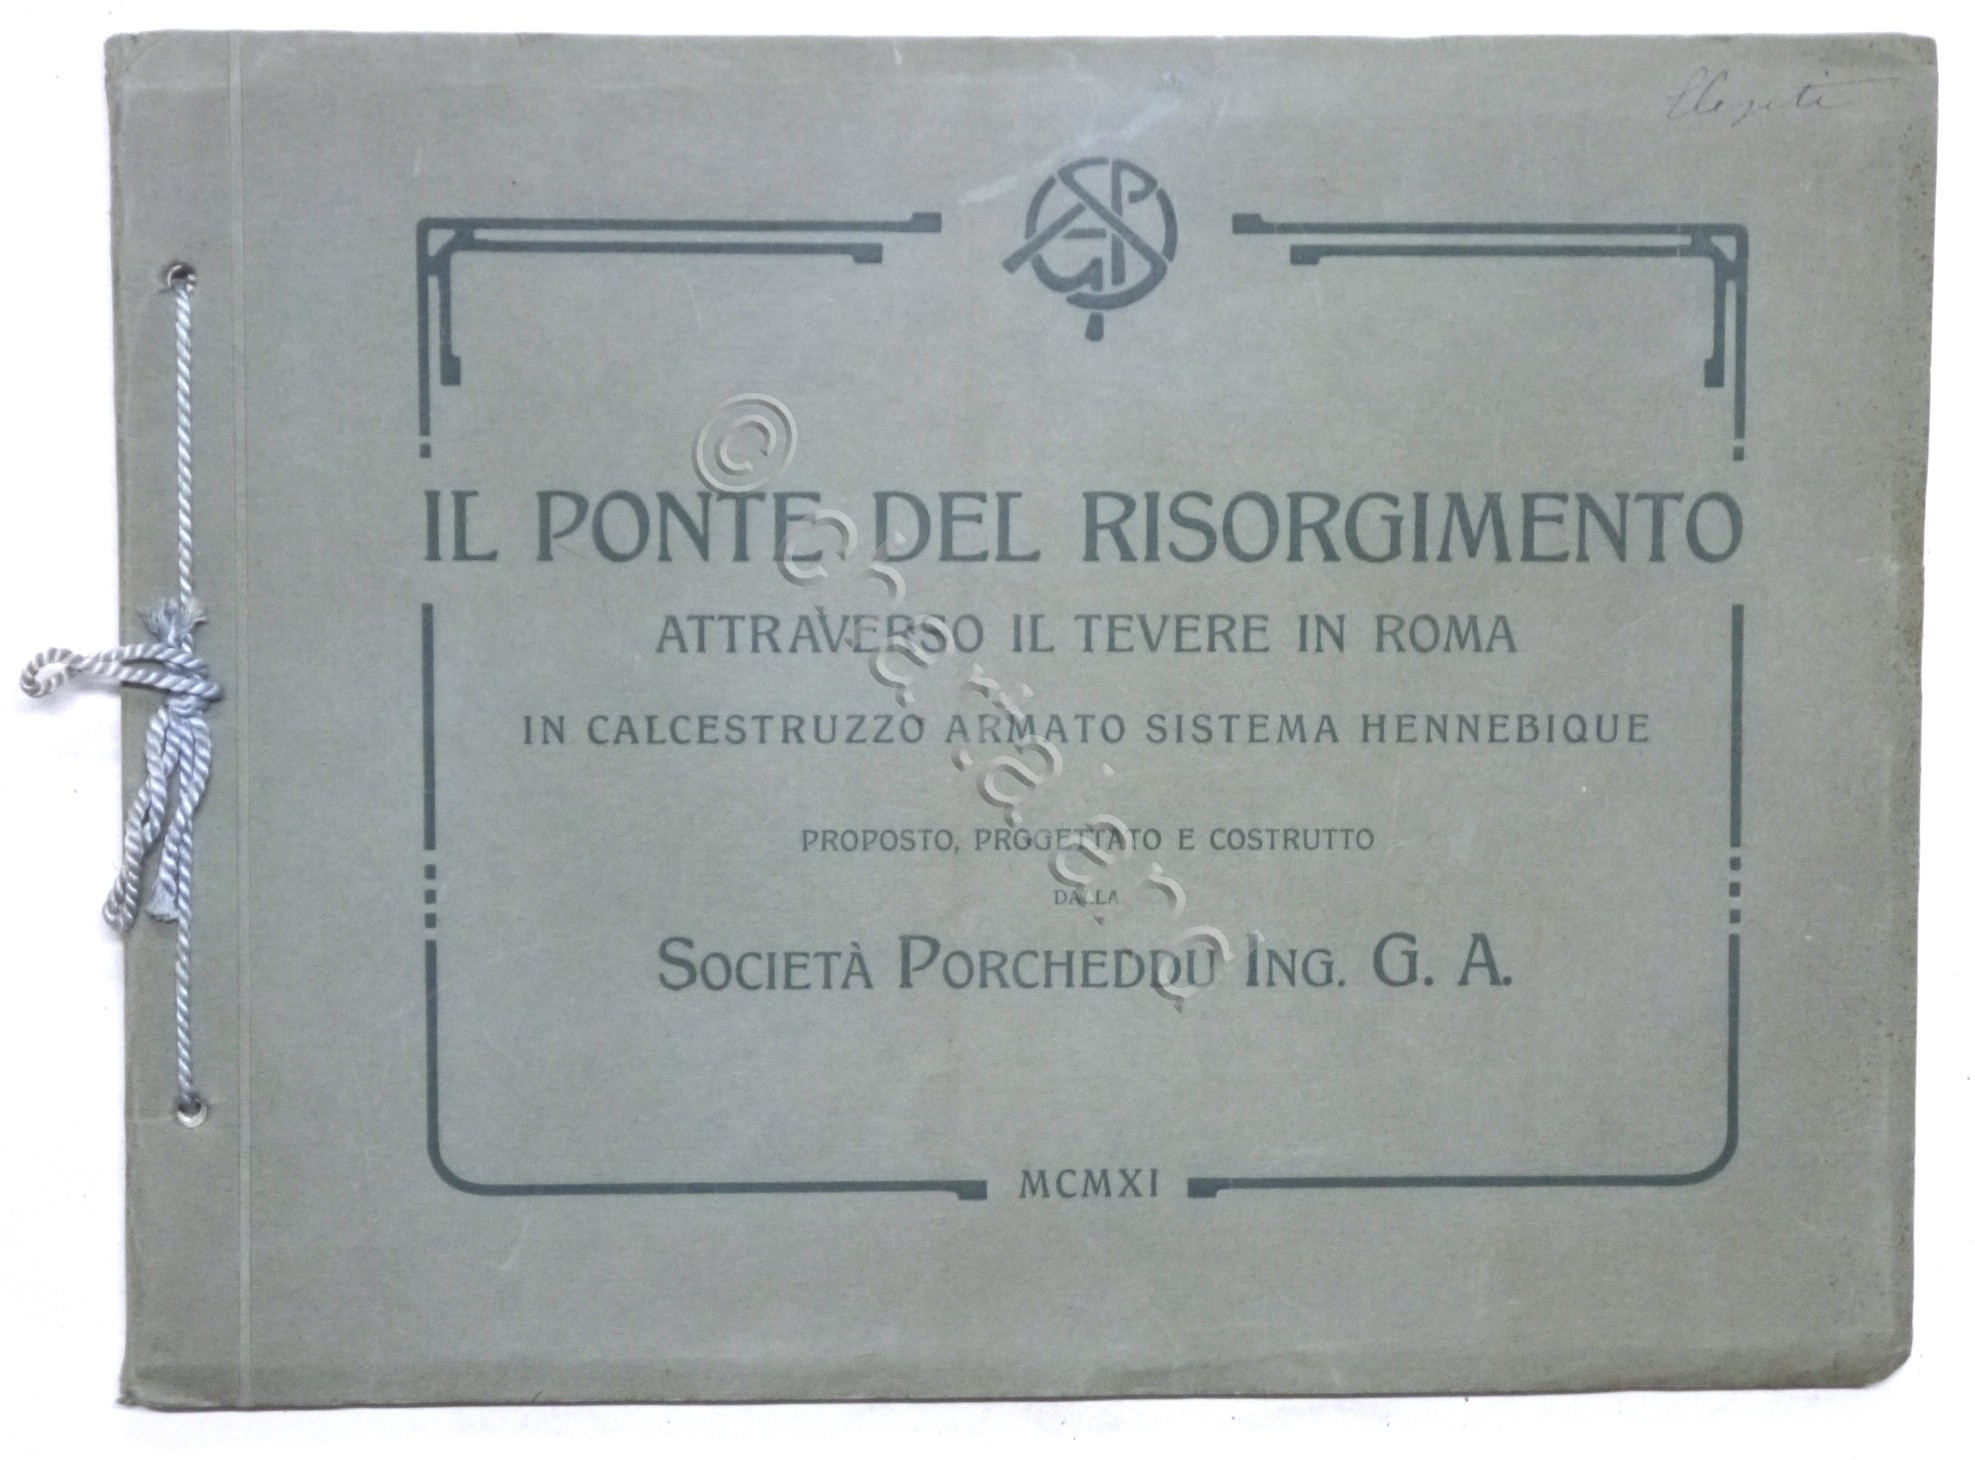 IL PONTE DEL RISORGIMENTO
ATTRAVERSO IL TEVERE IN ROMA
IN CALCESTRUZZO ARMATO SISTEMA HENNEBIQUE
PROPOSTO, PROGETTATO E COSTRUTTO
DALLA
SOCIETÀ PORCHEDDU ING. G. A.
MCMXI